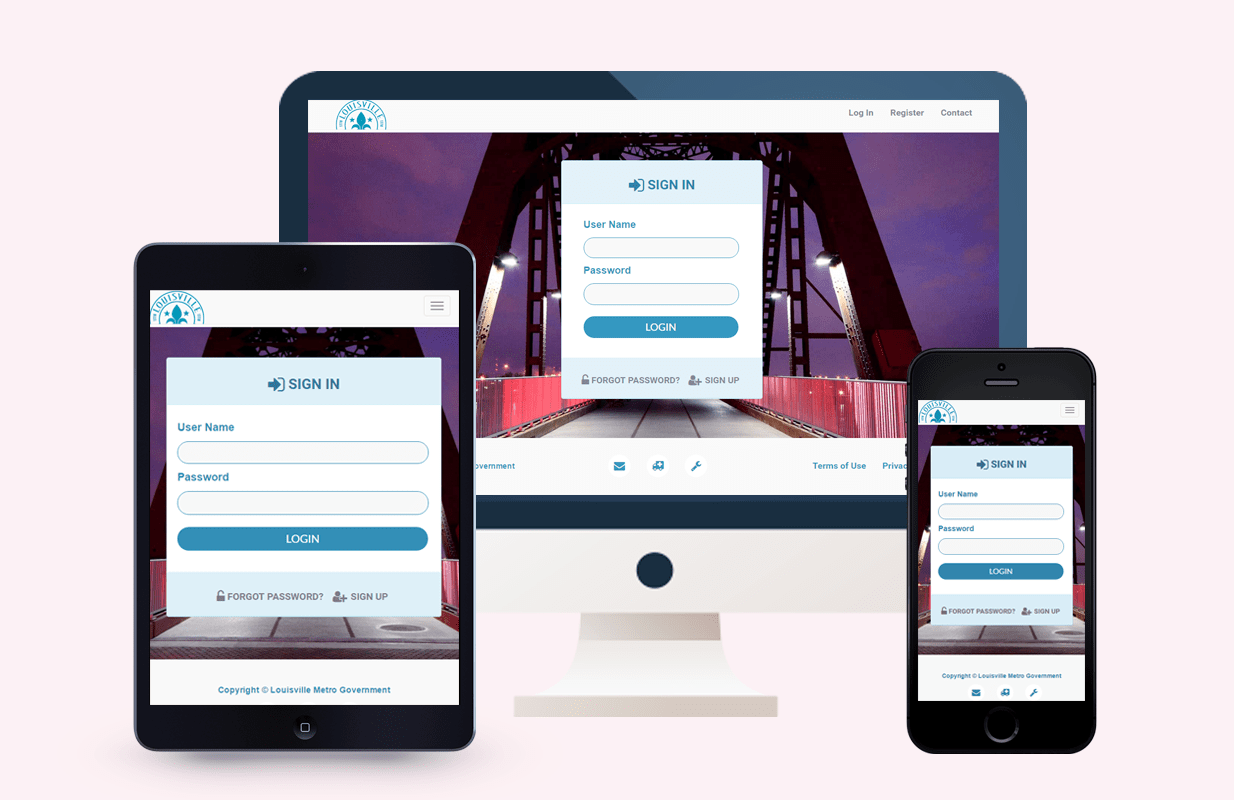 LOUISVILLE
Log In Register Contact
SIGN IN
User Name
Password
LOGIN
FORGOT PASSWORD? SIGN UP
overnment
Terms of Use Privac
LOUISVILLE
SIGN IN
User Name
Password
LOGIN
FORGOT PASSWORD? SIGN UP
Copyright © Louisville Metro Government
LOUISVILLE
SIGN IN
User Name
Password
LOGIN
FORGOT PASSWORD? SIGN UP
Copyright © Louisville Metro Government